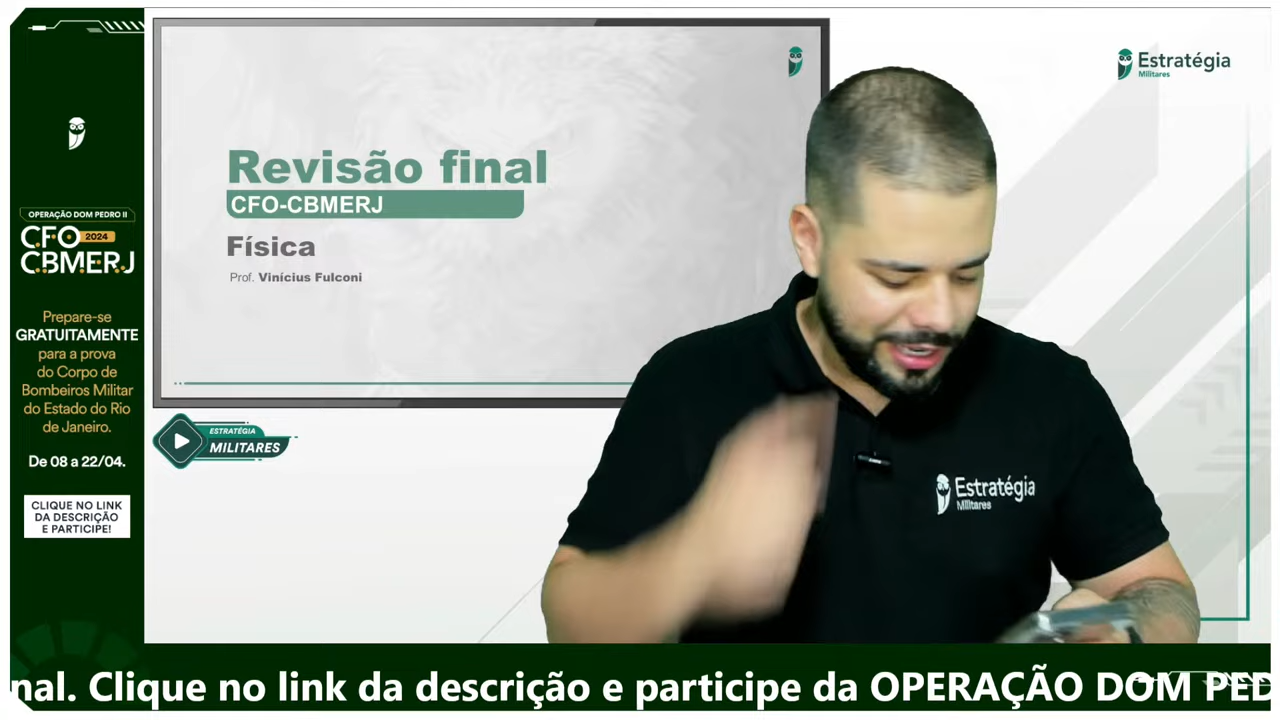 OPERAÇÃO DOM PEDRO II
CFO 2024
CBMERJ
Prepare-se
GRATUITAMENTE
para a prova
do Corpo de
Bombeiros Militar
do Estado do Rio
de Janeiro.
De 08 a 22/04.
CLIQUE NO LINK
DA DESCRIÇÃO
E PARTICIPE!
Revisão final
CFO-CBMERJ
Física
Prof. Vinícius Fulconi
ESTRATÉGIA
MILITARES
Estratégia
Militares
Estratégia
Militares
nal. Clique no link da descrição e participe da OPERAÇÃO DOM PED